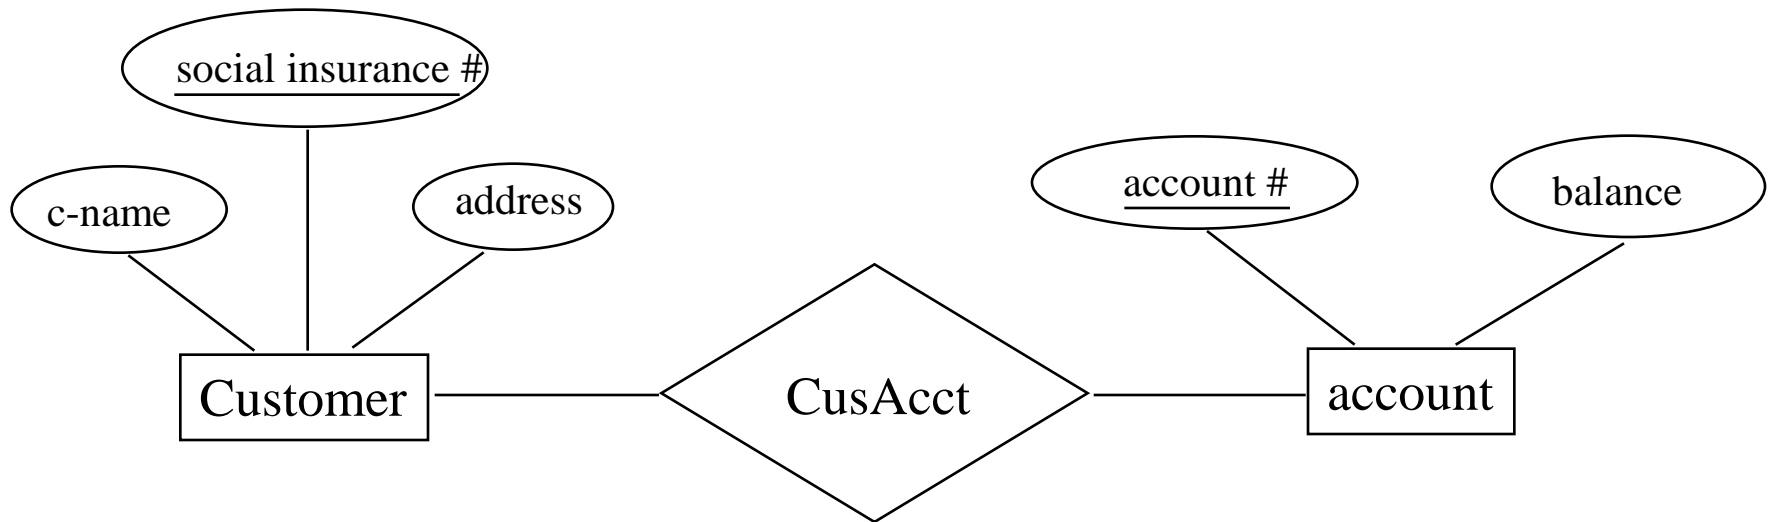 social insurance #
c-name
address
account #
balance
Customer
CusAcct
account